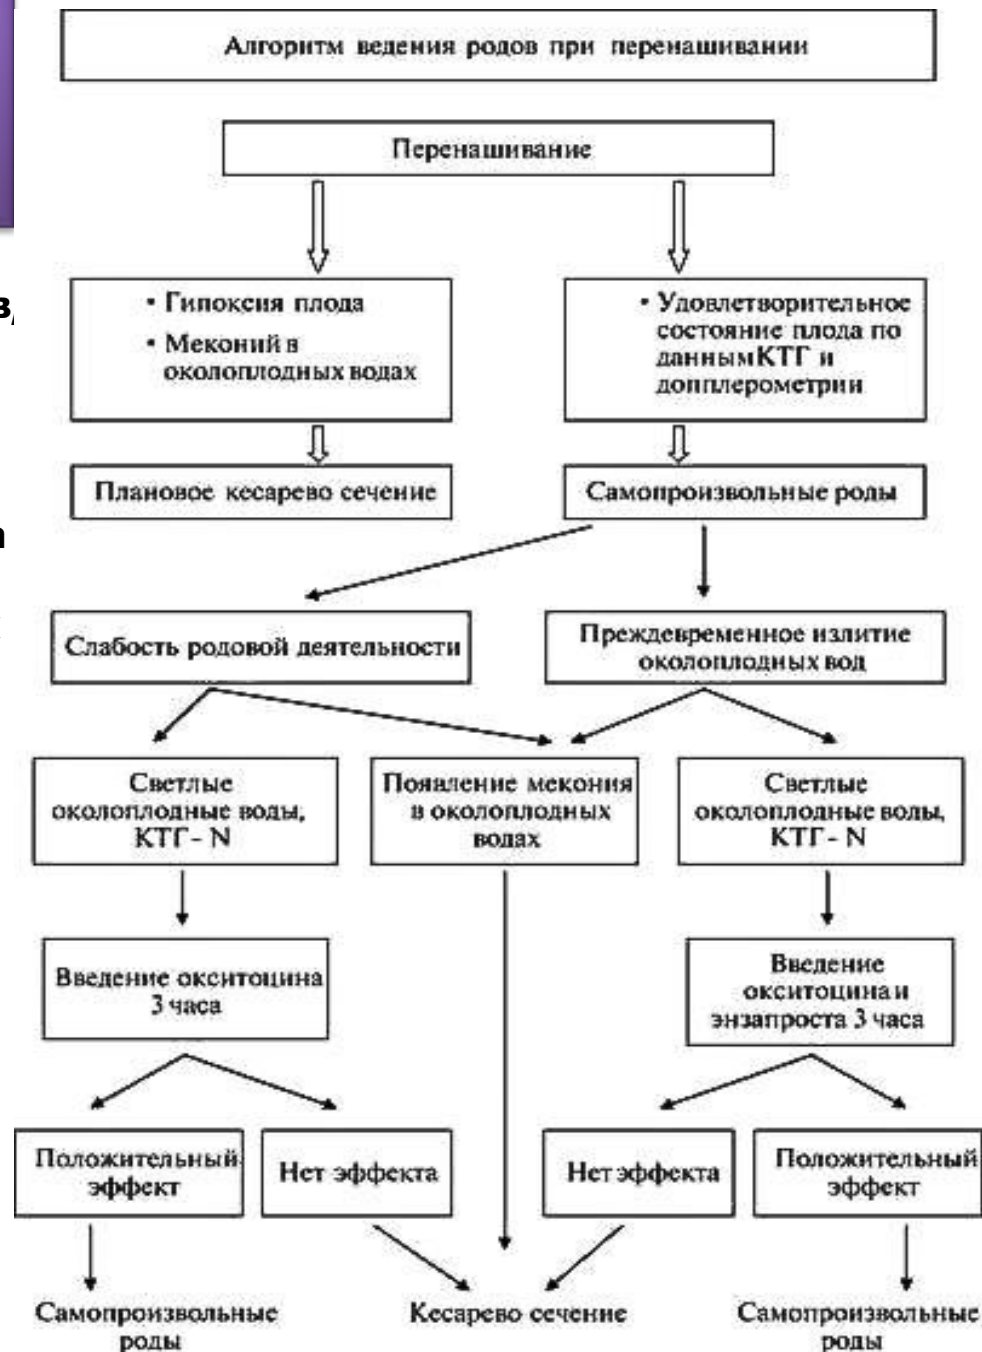 Алгоритм ведения родов при перенашивании
Перенашивание
• Гипоксия плода
• Меконий в
околоплодных водах
• Удовлетворительное
состояние плода по
данным КТГ и
допплерометрии
Плановое кесарево сечение
Самопроизвольные роды
Слабость родовой деятельности
Преждевременное излитие
околоплодных вод
Светлые
околоплодные воды,
КТГ - N
Появление мекония
в околоплодных
водах
Светлые
околоплодные воды,
КТГ - N
Введение окситоцина
3 часа
Введение
окситоцина и
энзапроста 3 часа
Положительный
эффект
Нет эффекта
Нет эффекта
Положительный
эффект
Самопроизвольные
роды
Кесарево сечение
Самопроизвольные
роды